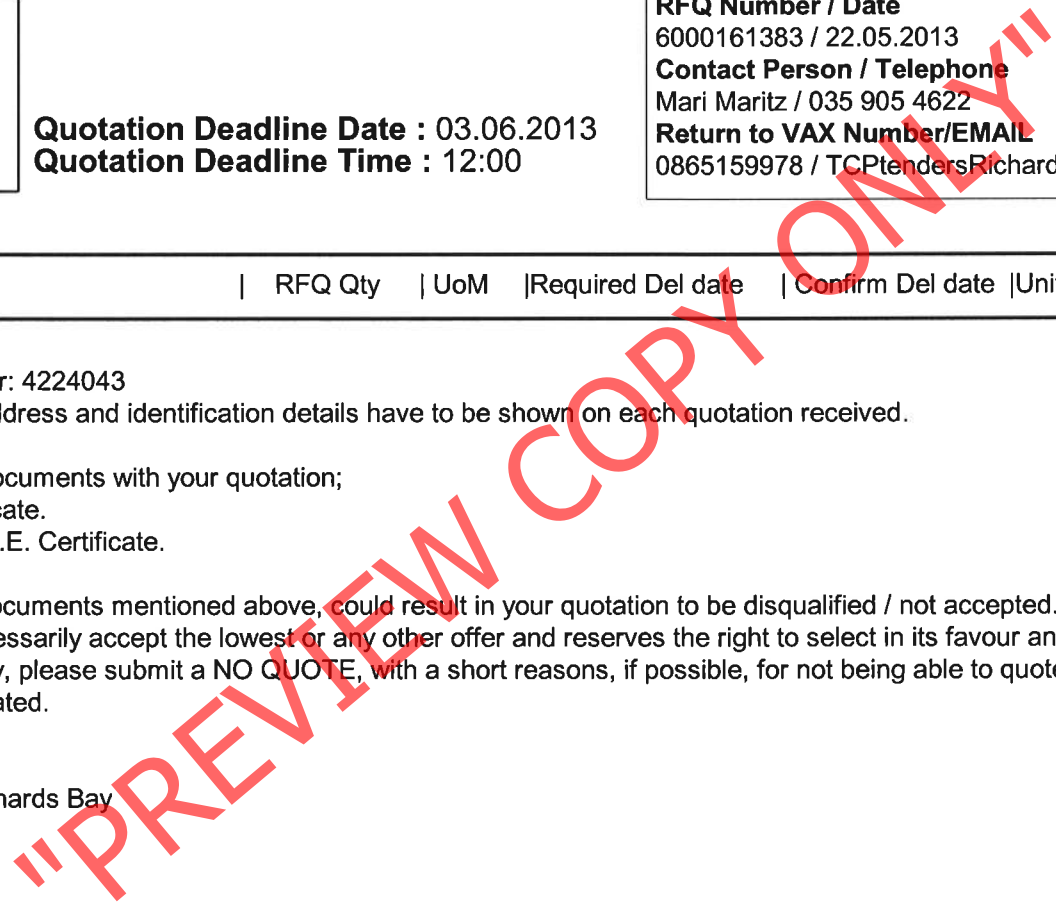 RFQ Number / Date
6000161383 / 22.05.2013
Contact Person / Telephone
Mari Maritz / 035 905 4622
Return to VAX Number/EMAIL
0865159978 / TCPtendersRichard
Quotation Deadline Date : 03.06.2013
Quotation Deadline Time : 12:00
| RFQ Qty | UoM |Required Del date | Confirm Del date |Uni
r: 4224043
ddress and identification details have to be shown on each quotation received.
ocuments with your quotation;
cate.
.E. Certificate.
ocuments mentioned above, could result in your quotation to be disqualified / not accepted.
essarily accept the lowest or any other offer and reserves the right to select in its favour an
y, please submit a NO QUOTE, with a short reasons, if possible, for not being able to quote
ated.
hards Bay
"PREVIEW COPY ONLY"